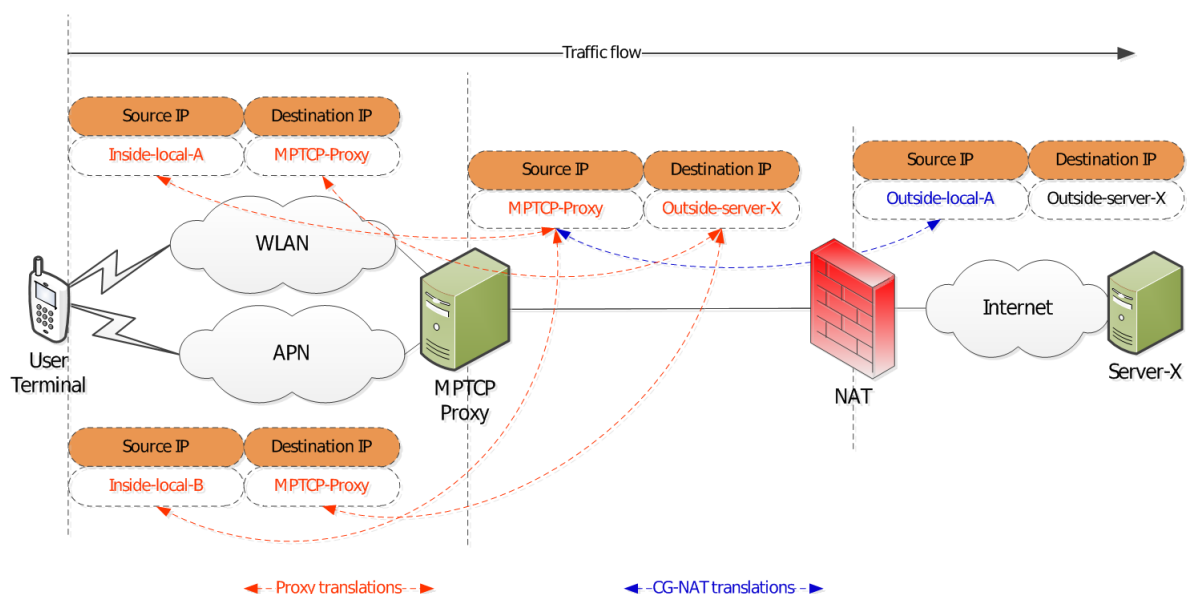 Traffic flow
Source IP
Destination IP
Inside-local-A
MPTCP-Proxy
Source IP
Destination IP
MPTCP-Proxy
Outside-server-X
Source IP
Destination IP
Outside-local-A
Outside-server-X
WLAN
APN
Internet
User
Terminal
MPTCP
Proxy
NAT
Server-X
Source IP
Destination IP
Inside-local-B
MPTCP-Proxy
Proxy translations
CG-NAT translations